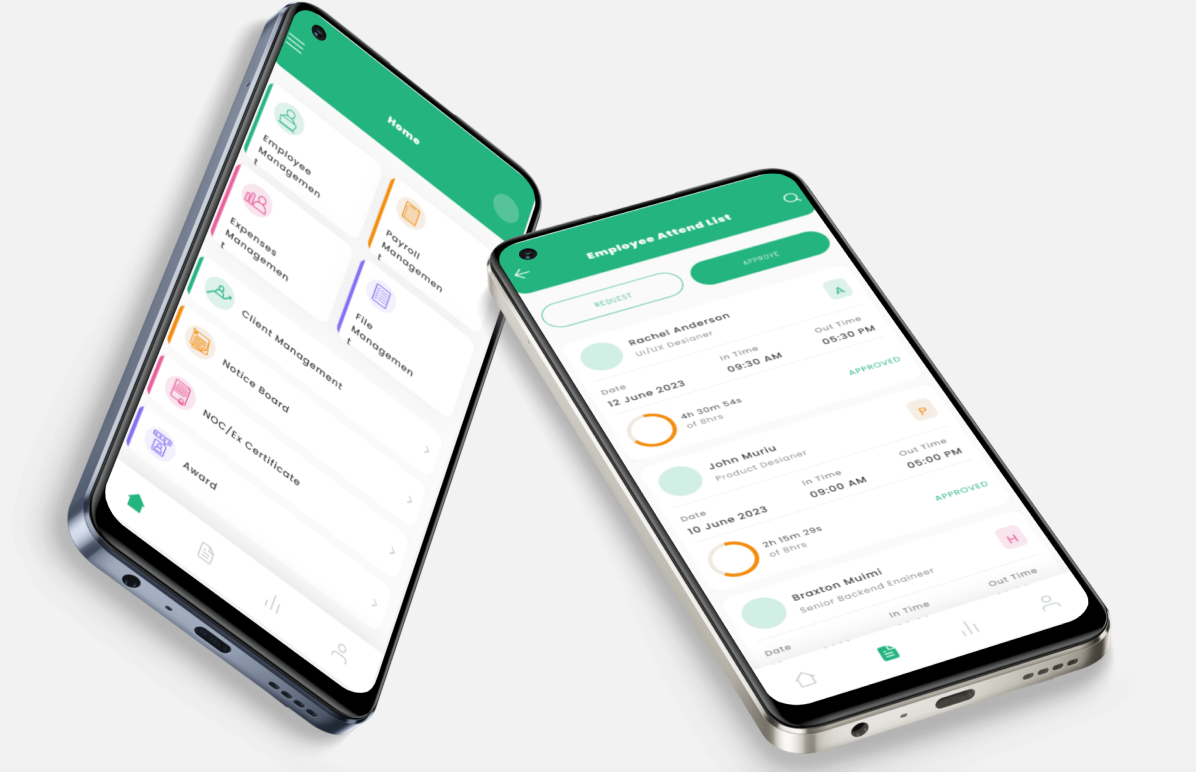 Home
Employee
Managemen
t
Payroll
Managemen
t
Expenses
Managemen
t
File
Managemen
t
Client Management
Notice Board
NOC/Ex Certificate
Award
Employee Attend List
REQUEST
APPROVE
Rachel Anderson
UI/UX Designer
A
Date
In Time
Out Time
12 June 2023
09:30 AM
05:30 PM
4h 30m 54s
of 8hrs
APPROVED
John Muriu
Product Designer
P
Date
In Time
Out Time
10 June 2023
09:00 AM
05:00 PM
2h 15m 29s
of 8hrs
APPROVED
Braxton Muimi
Senior Backend Engineer
H
Date
In Time
Out Time